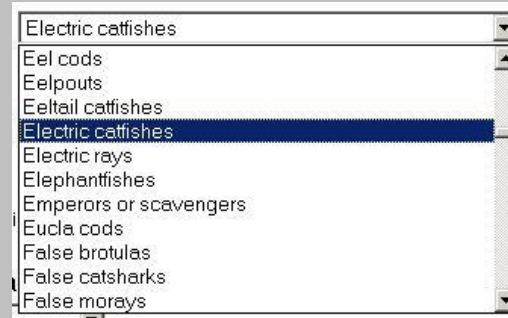 Electric catfishes
Eel cods
Eelpouts
Eeltail catfishes
Electric catfishes
Electric rays
Elephantfishes
Emperors or scavengers
Eucla cods
False brotulas
False catsharks
False morays